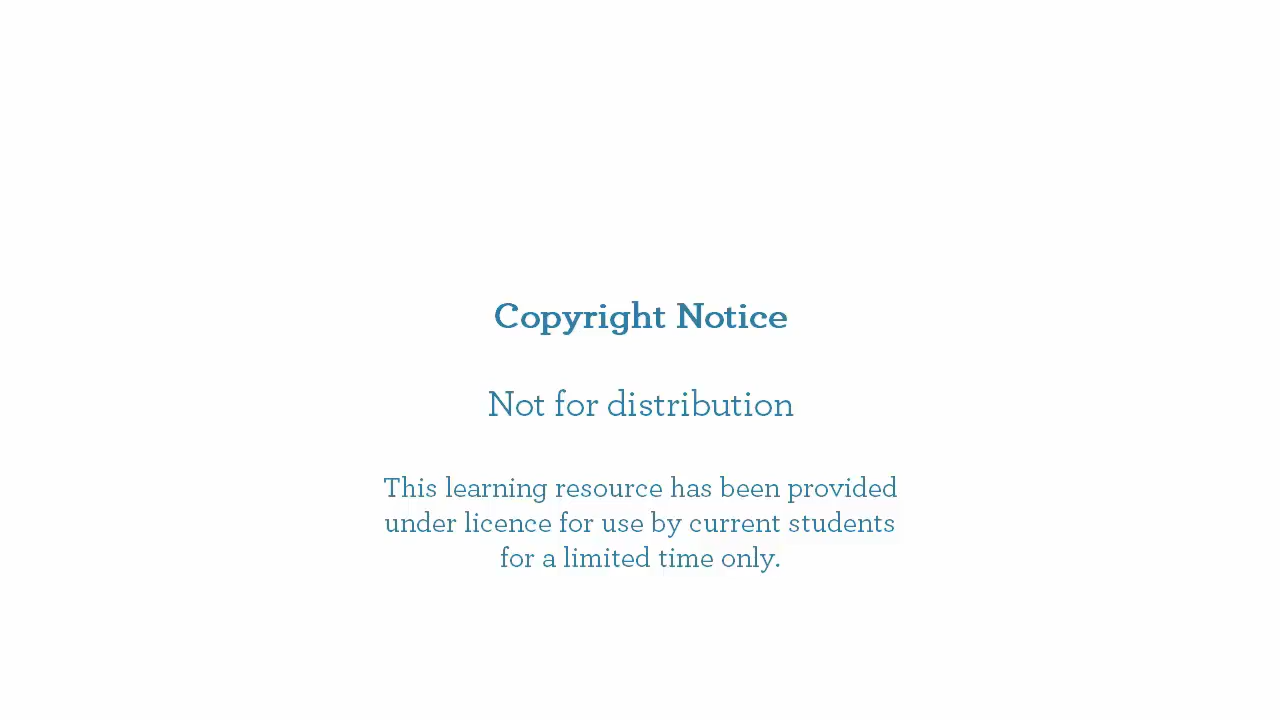 Copyright Notice
Not for distribution
This learning resource has been provided
under licence for use by current students
for a limited time only.